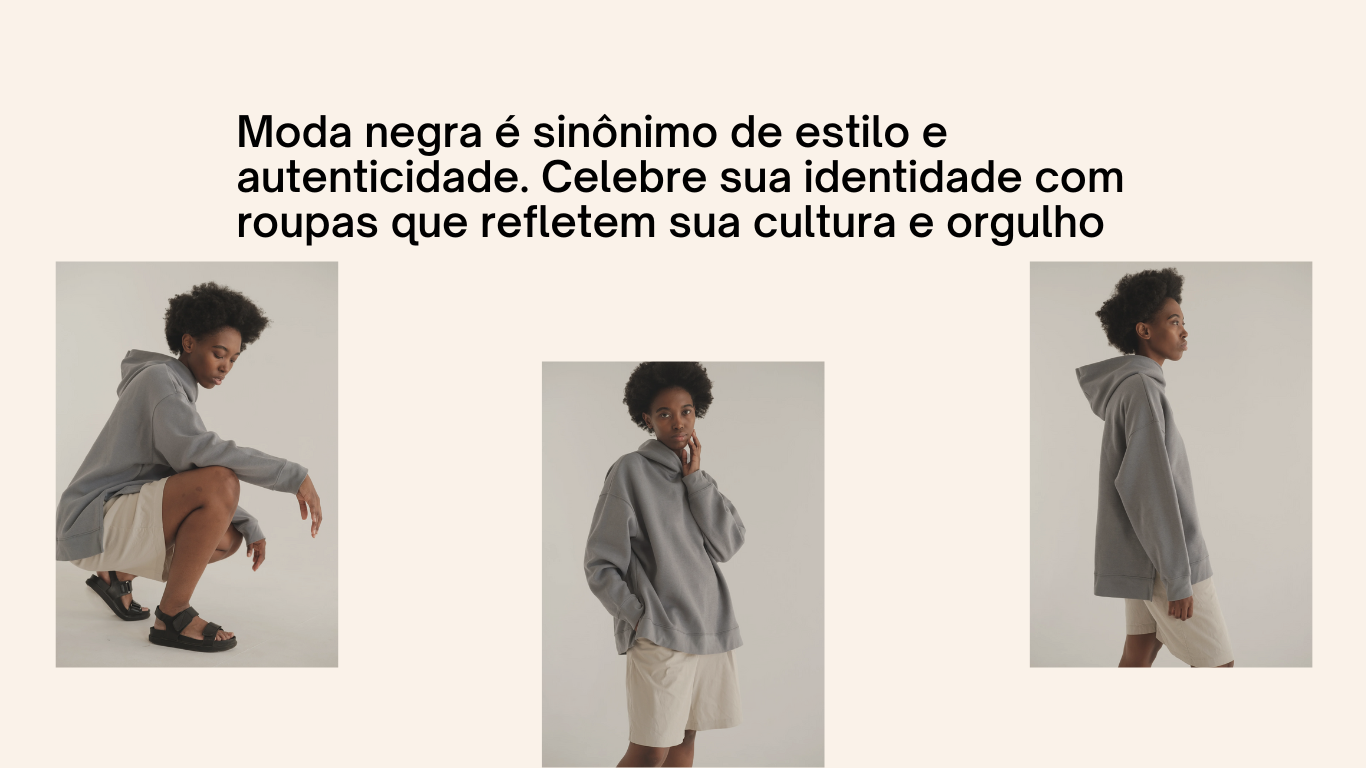 Moda negra é sinônimo de estilo e
autenticidade. Celebre sua identidade com
roupas que refletem sua cultura e orgulho